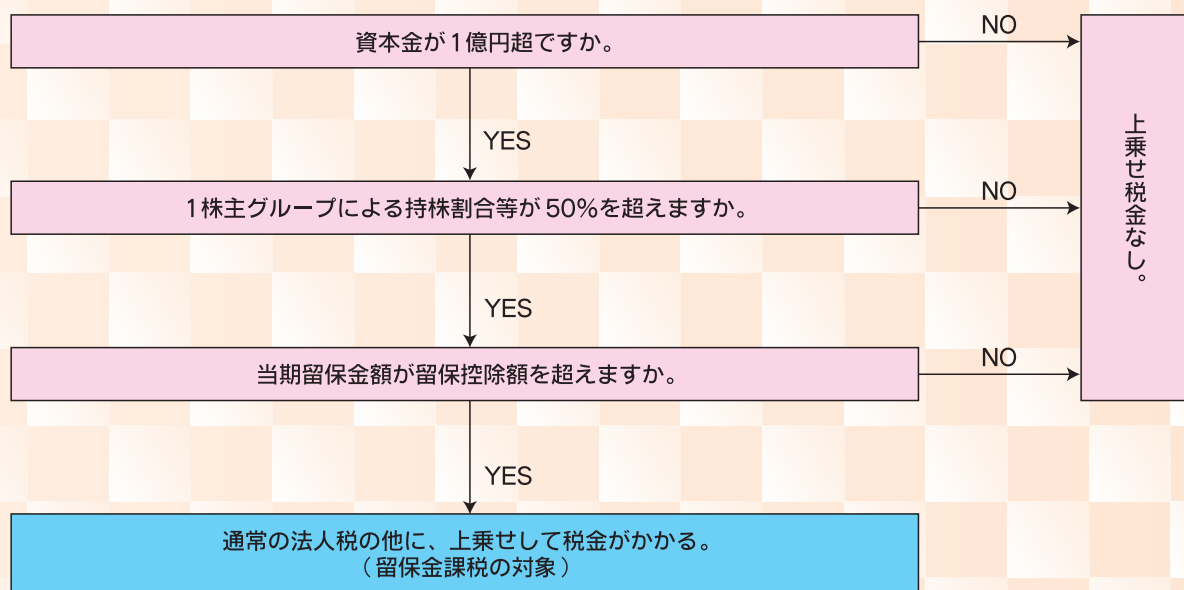 資本金が1億円超ですか。
NO
YES
1株主グループによる持株割合等が50%を超えますか。
NO
YES
当期留保金額が留保控除額を超えますか。
NO
YES
上乗せ税金なし。
通常の法人税の他に、上乗せして税金がかかる。
(留保金課税の対象)